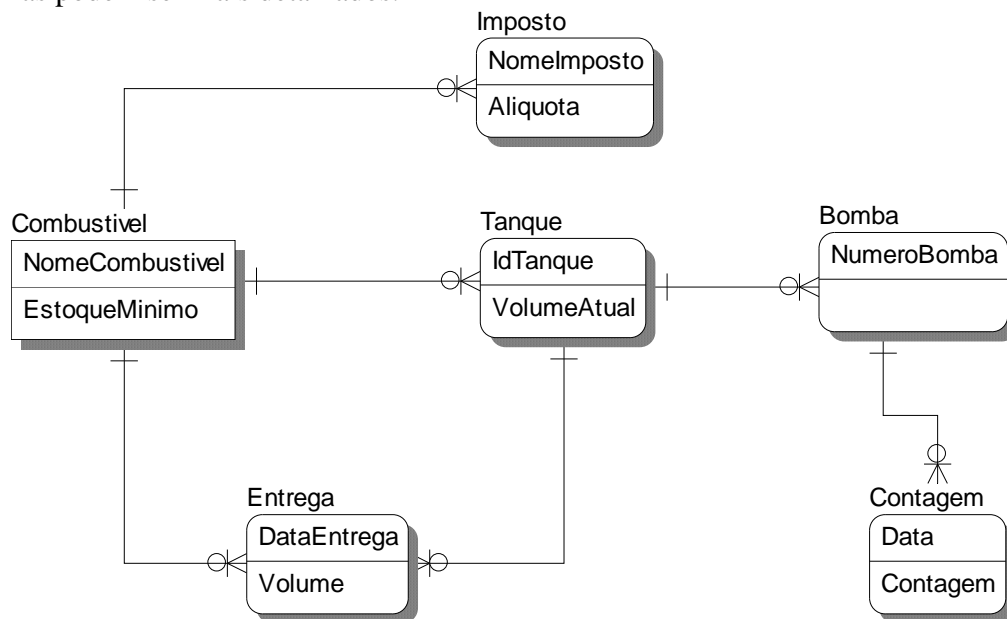 Imposto
NomeImposto
Aliquota
Combustivel
NomeCombustivel
EstoqueMinimo
Tanque
IdTanque
VolumeAtual
Bomba
NumeroBomba
Entrega
DataEntrega
Volume
Contagem
Data
Contagem